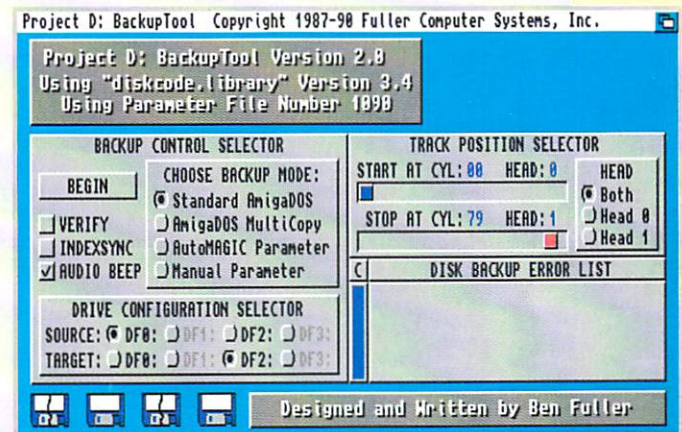 Project D: BackupTool Copyright 1987-90 Fuller Computer Systems, Inc.
Project D: BackupTool Version 2.0
Using "diskcode.library" Version 3.4
Using Parameter File Number 1090
BACKUP CONTROL SELECTOR
BEGIN
VERIFY
INDEXSYNC
AUDIO BEEP
CHOOSE BACKUP MODE:
Standard AmigaDOS
AmigaDOS MultiCopy
AutoMAGIC Parameter
Manual Parameter
DRIVE CONFIGURATION SELECTOR
SOURCE: DF0: DF1: DF2: DF3:
TARGET: DF0: DF1: DF2: DF3:
TRACK POSITION SELECTOR
START AT CYL: 00 HEAD: 0
STOP AT CYL: 79 HEAD: 1
HEAD
Both
Head 0
Head 1
C DISK BACKUP ERROR LIST
Designed and Written by Ben Fuller